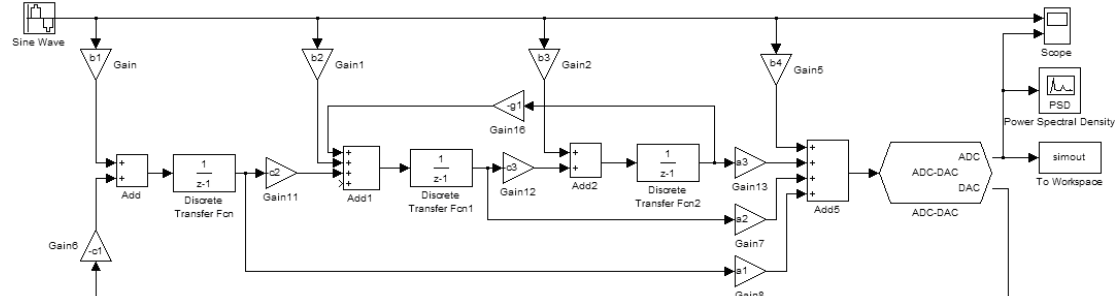 Sine Wave
b1
Gain
b2
Gain1
b3
Gain2
b4
Gain5
Scope
-g1
Gain16
PSD
Power Spectral Density
+
+
Add
1
z-1
Discrete
Transfer Fcn
c2
Gain11
+
+
+
Add1
1
z-1
Discrete
Transfer Fcn1
c3
Gain12
+
+
Add2
1
z-1
Discrete
Transfer Fcn2
a3
Gain13
+
+
+
+
Add5
ADC
ADC-DAC
DAC
ADC-DAC
simout
To Workspace
Gain6
-c1
a2
Gain7
a1
Gain8